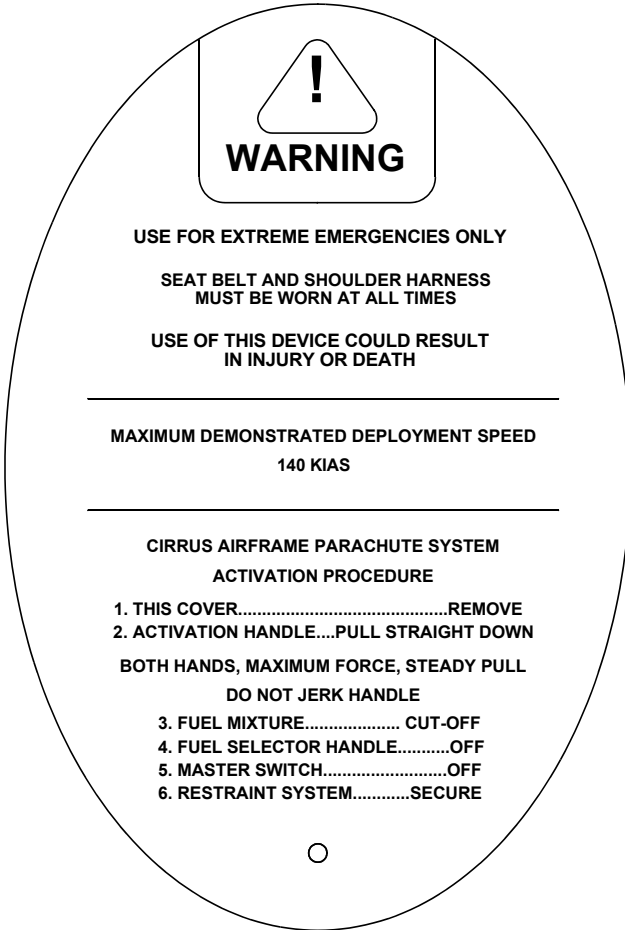 !
WARNING
USE FOR EXTREME EMERGENCIES ONLY
SEAT BELT AND SHOULDER HARNESS
MUST BE WORN AT ALL TIMES
USE OF THIS DEVICE COULD RESULT
IN INJURY OR DEATH
MAXIMUM DEMONSTRATED DEPLOYMENT SPEED
140 KIAS
CIRRUS AIRFRAME PARACHUTE SYSTEM
ACTIVATION PROCEDURE
1. THIS COVER............................................REMOVE
2. ACTIVATION HANDLE....PULL STRAIGHT DOWN
BOTH HANDS, MAXIMUM FORCE, STEADY PULL
DO NOT JERK HANDLE
3. FUEL MIXTURE.................... CUT-OFF
4. FUEL SELECTOR HANDLE...........OFF
5. MASTER SWITCH..........................OFF
6. RESTRAINT SYSTEM............SECURE